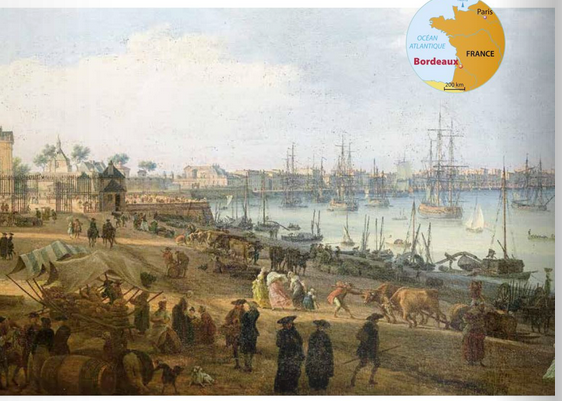 Paris
OCÉAN
ATLANTIQUE
FRANCE
Bordeaux
200 km